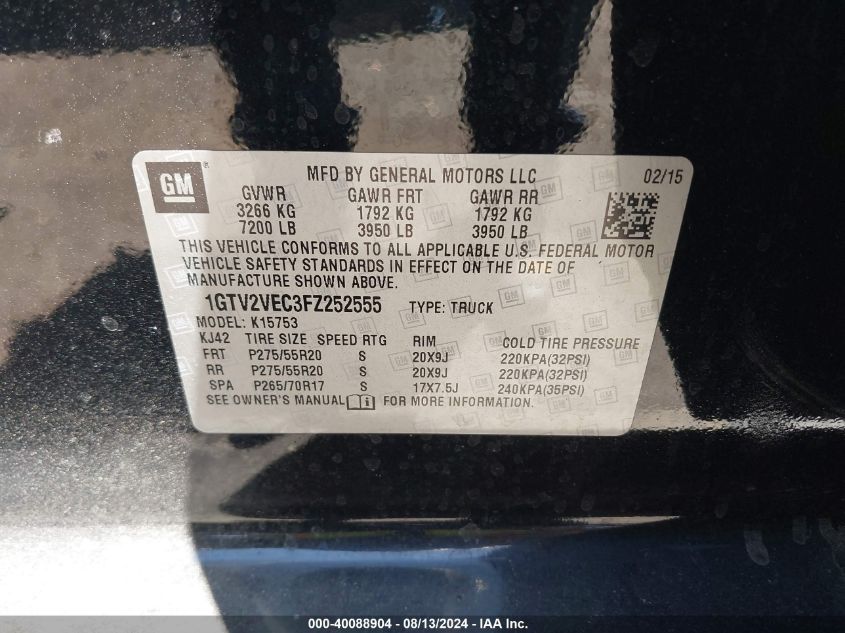 GM
MFD BY GENERAL MOTORS LLC 02/15
GVWR GAWR FRT GAWR RR
3266 KG 1792 KG 1792 KG
7200 LB 3950 LB 3950 LB
THIS VEHICLE CONFORMS TO ALL APPLICABLE U.S. FEDERAL MOTOR
VEHICLE SAFETY STANDARDS IN EFFECT ON THE DATE OF
MANUFACTURE SHOWN ABOVE.
1GTV2VEC3FZ252555 TYPE: TRUCK
MODEL: K15753
KJ42 TIRE SIZE SPEED RTG RIM COLD TIRE PRESSURE
FRT P275/55R20 S 20X9J 220KPA(32PSI)
RR P275/55R20 S 20X9J 220KPA(32PSI)
SPA P265/70R17 S 17X7.5J 240KPA(35PSI)
SEE OWNER'S MANUAL FOR MORE INFORMATION.
000-40088904 - 08/13/2024 - IAA Inc.